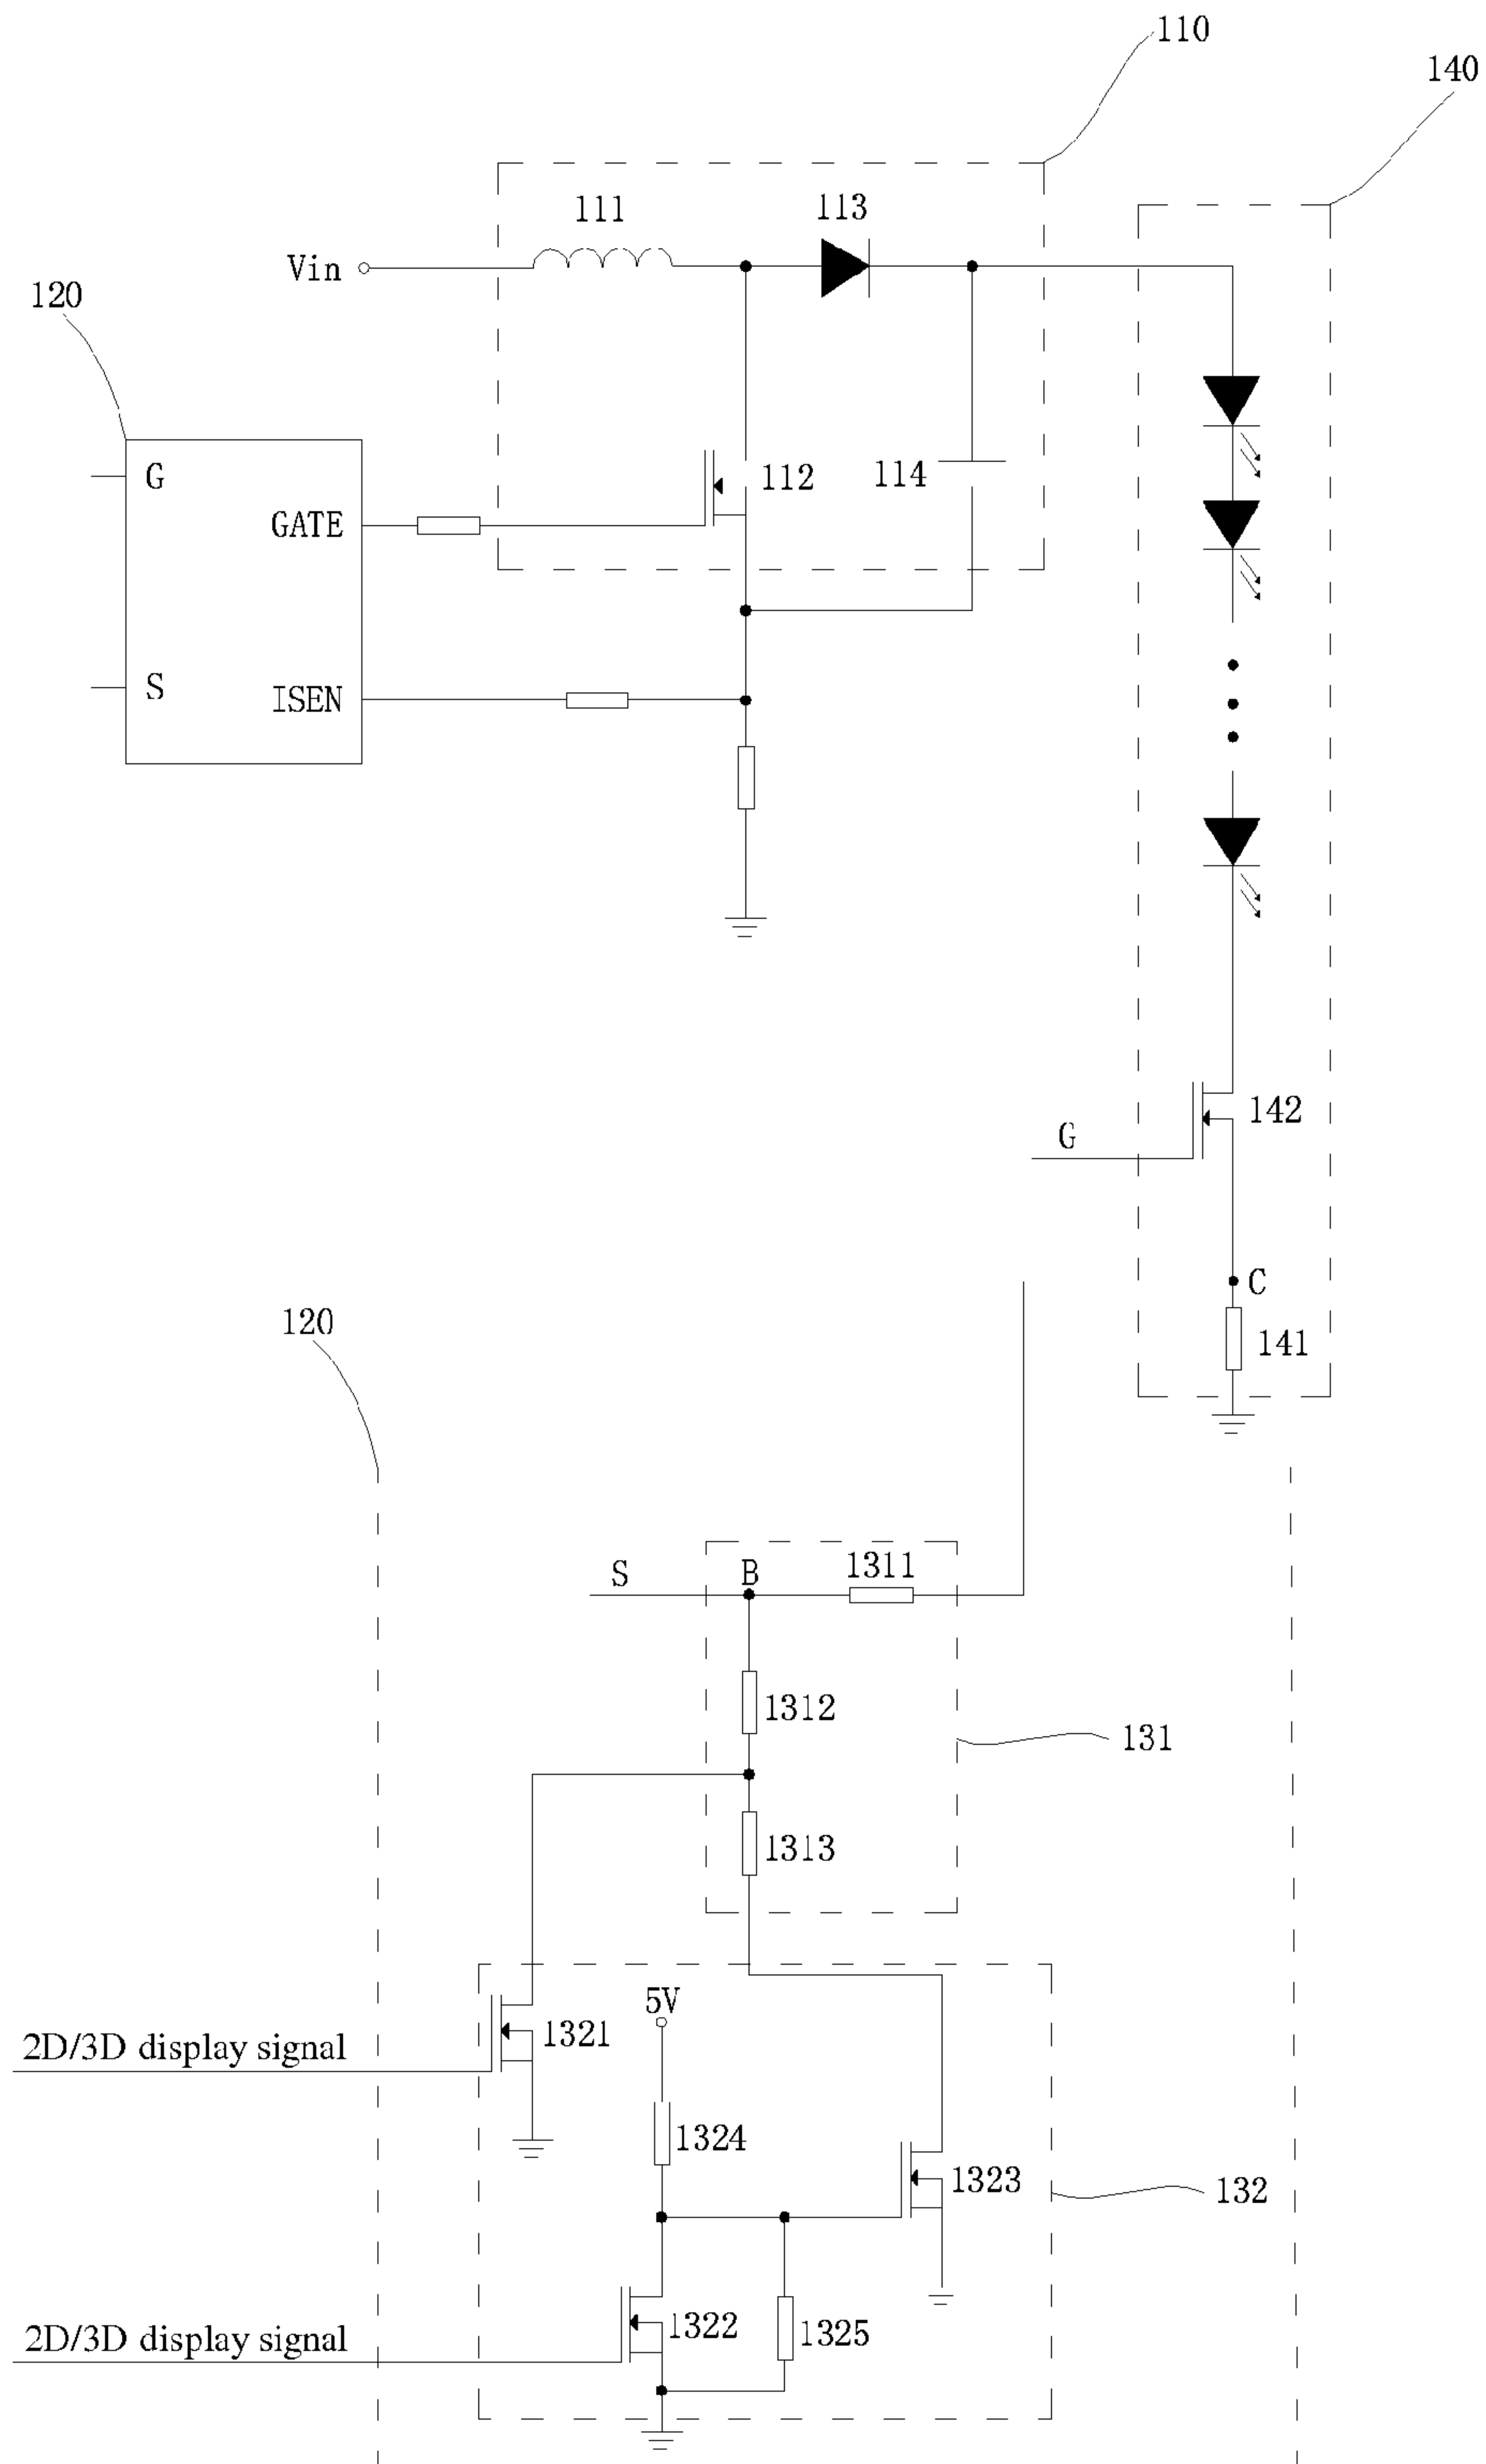 110
140
111
113
Vin
120
G
112
114
GATE
S
ISEN
142
G
C
120
141
S
B
1311
1312
131
1313
5V
1321
2D/3D display signal
1324
1323
132
1322
1325
2D/3D display signal